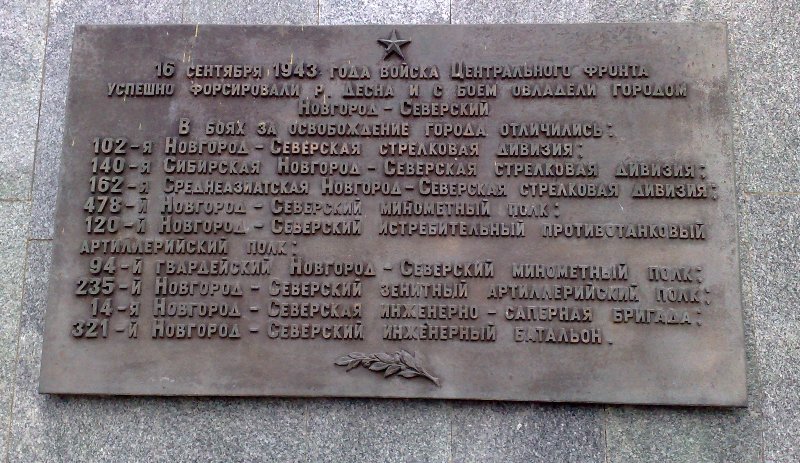 16 сентября 1943 года войска Центрального фронта
успешно форсировали р. Десна и с боем овладели городом
Новгород-Северский
В боях за освобождение города отличились:
102-я Новгород-Северская стрелковая дивизия;
140-я Сибирская Новгород-Северская стрелковая дивизия;
162-я Среднеазиатская Новгород-Северская стрелковая дивизия;
478-й Новгород-Северский минометный полк;
120-й Новгород-Северский истребительный противотанковый
артиллерийский полк;
94-й гвардейский Новгород-Северский минометный полк;
235-й Новгород-Северский зенитный артиллерийский полк;
14-я Новгород-Северская инженерно-саперная бригада;
321-й Новгород-Северский инженерный батальон.